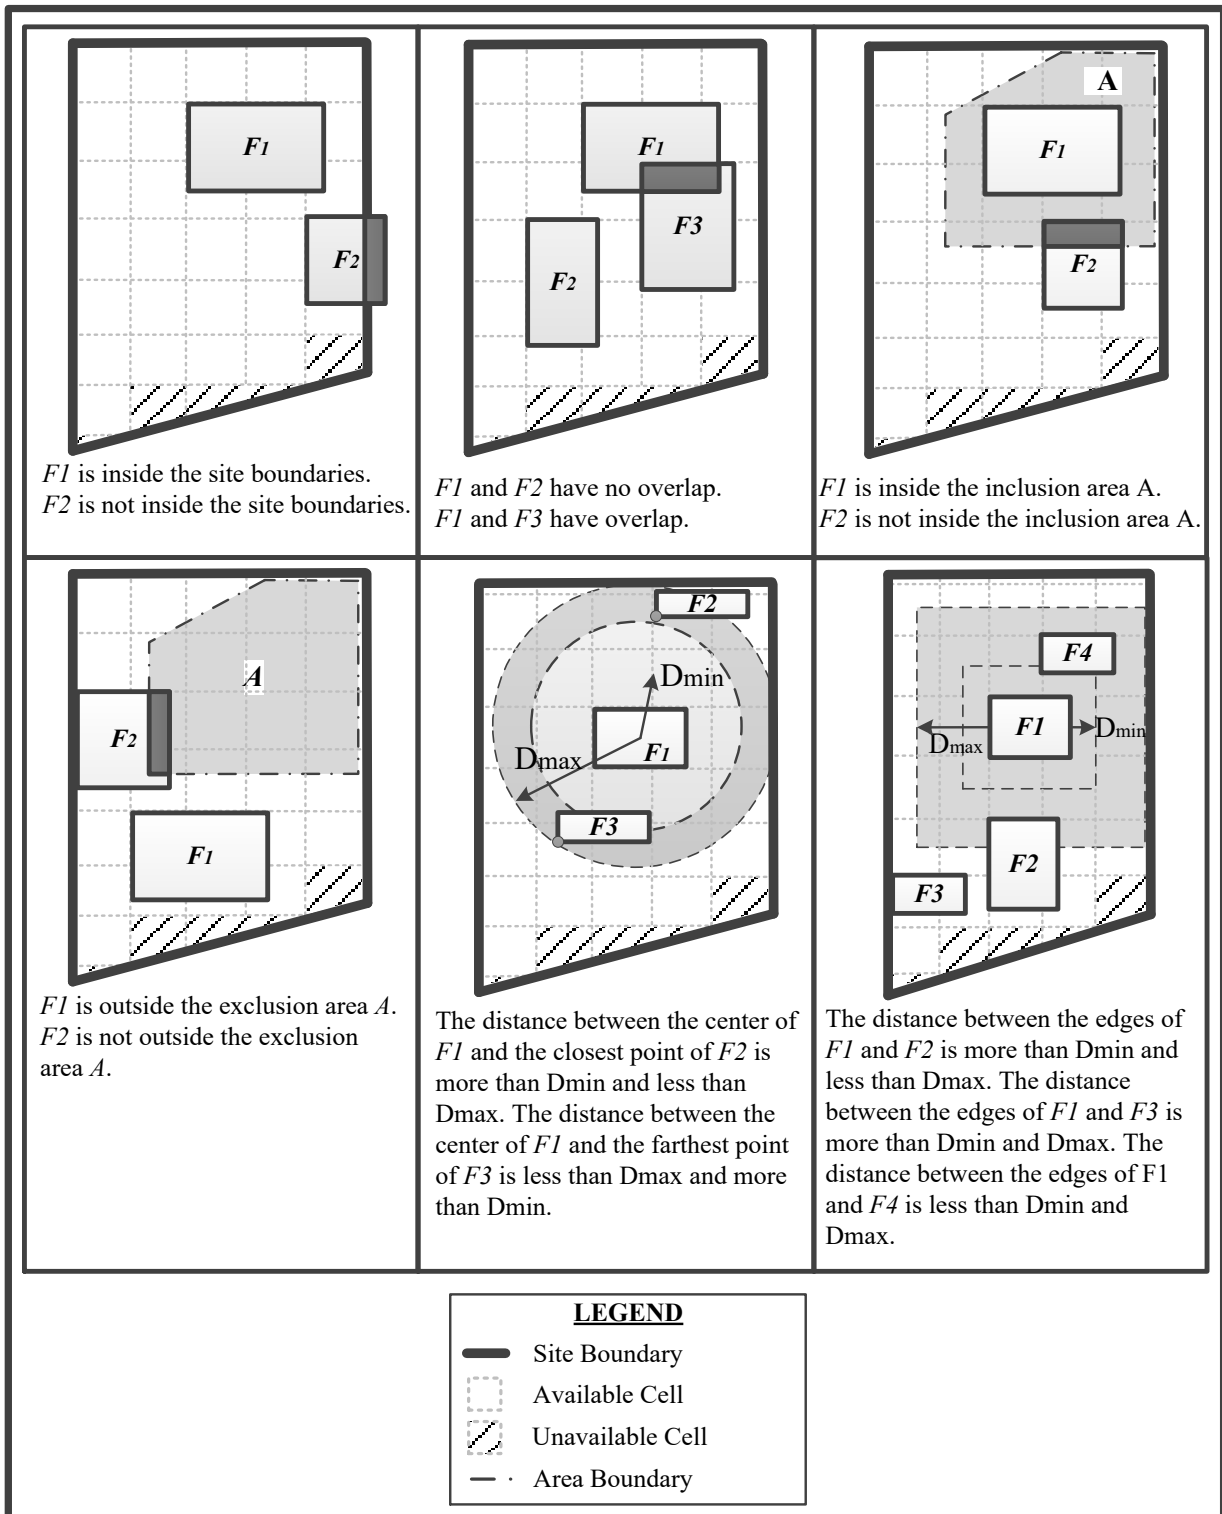 F1
F2
F1 is inside the site boundaries.
F2 is not inside the site boundaries.
F1
F3
F2
F1 and F2 have no overlap.
F1 and F3 have overlap.
A
F1
F2
F1 is inside the inclusion area A.
F2 is not inside the inclusion area A.
A
F2
F1
F1 is outside the exclusion area A.
F2 is not outside the exclusion
area A.
F2
Dmin
F1
Dmax
F3
The distance between the center of
F1 and the closest point of F2 is
more than Dmin and less than
Dmax. The distance between the
center of F1 and the farthest point
of F3 is less than Dmax and more
than Dmin.
F4
F1
Dmin
Dmax
F2
F3
The distance between the edges of
F1 and F2 is more than Dmin and
less than Dmax. The distance
between the edges of F1 and F3 is
more than Dmin and Dmax. The
distance between the edges of F1
and F4 is less than Dmin and
Dmax.
LEGEND
Site Boundary
Available Cell
Unavailable Cell
Area Boundary